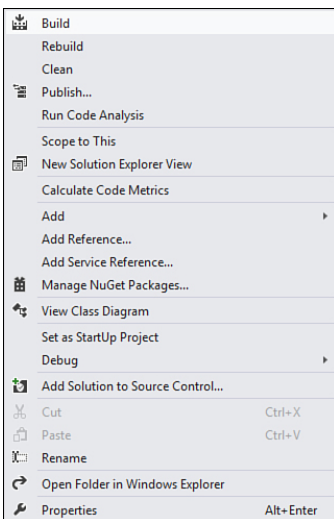 Build
Rebuild
Clean
Publish...
Run Code Analysis
Scope to This
New Solution Explorer View
Calculate Code Metrics
Add
Add Reference...
Add Service Reference...
Manage NuGet Packages...
View Class Diagram
Set as StartUp Project
Debug
Add Solution to Source Control...
Cut Ctrl+X
Paste Ctrl+V
Rename
Open Folder in Windows Explorer
Properties Alt+Enter